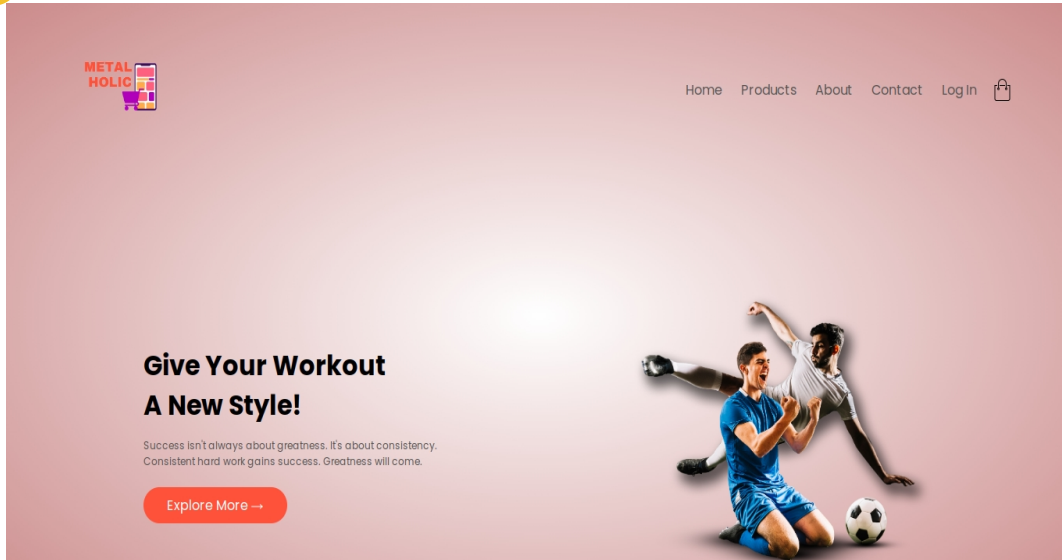 METAL
HOLIC
Home Products About Contact Log In
Give Your Workout
A New Style!
Success isn't always about greatness. It's about consistency.
Consistent hard work gains success. Greatness will come.
Explore More →